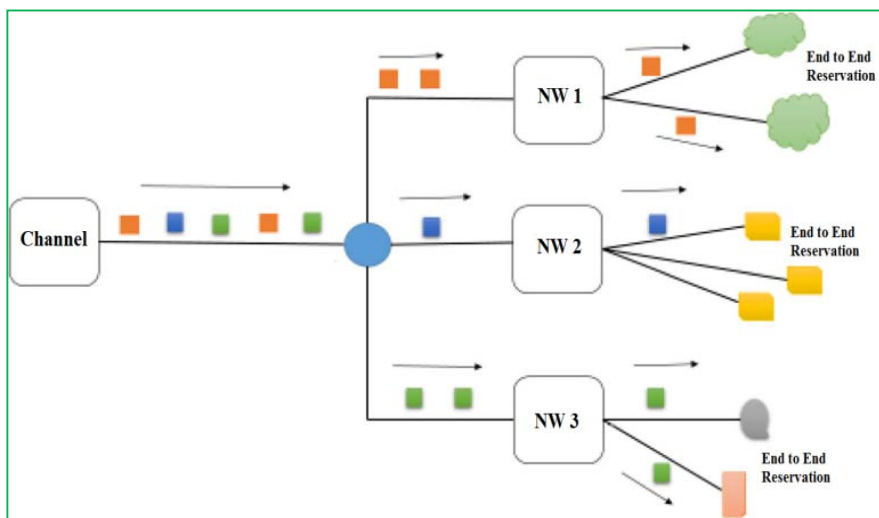 NW 1
End to End
Reservation
Channel
NW 2
End to End
Reservation
NW 3
End to End
Reservation